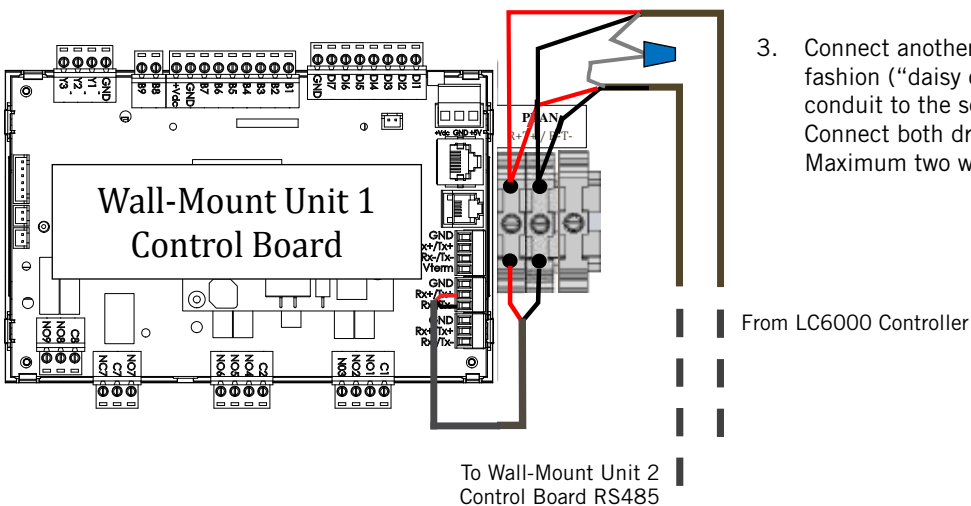 Y3
Y2
Y1
GND
B9
B8
+Vdc
GND
B7
B6
B5
B4
B3
B2
B1
GND
DI7
DI6
DI5
DI4
DI3
DI2
DI1
+Vdc GND +5V
Wall-Mount Unit 1
Control Board
GND
Rx-/Tx-
Vterm
GND
Rx+/Tx+
GND
Rx+/Tx+
Rx-/Tx-
NO9
NO8
C8
NC7
C7
NO7
NO6
NO5
NO4
C2
NO3
NO2
NO1
C1
3. Connect another
fashion (“daisy
conduit to the
Connect both
Maximum two
From LC6000 Controller
To Wall-Mount Unit 2
Control Board RS485